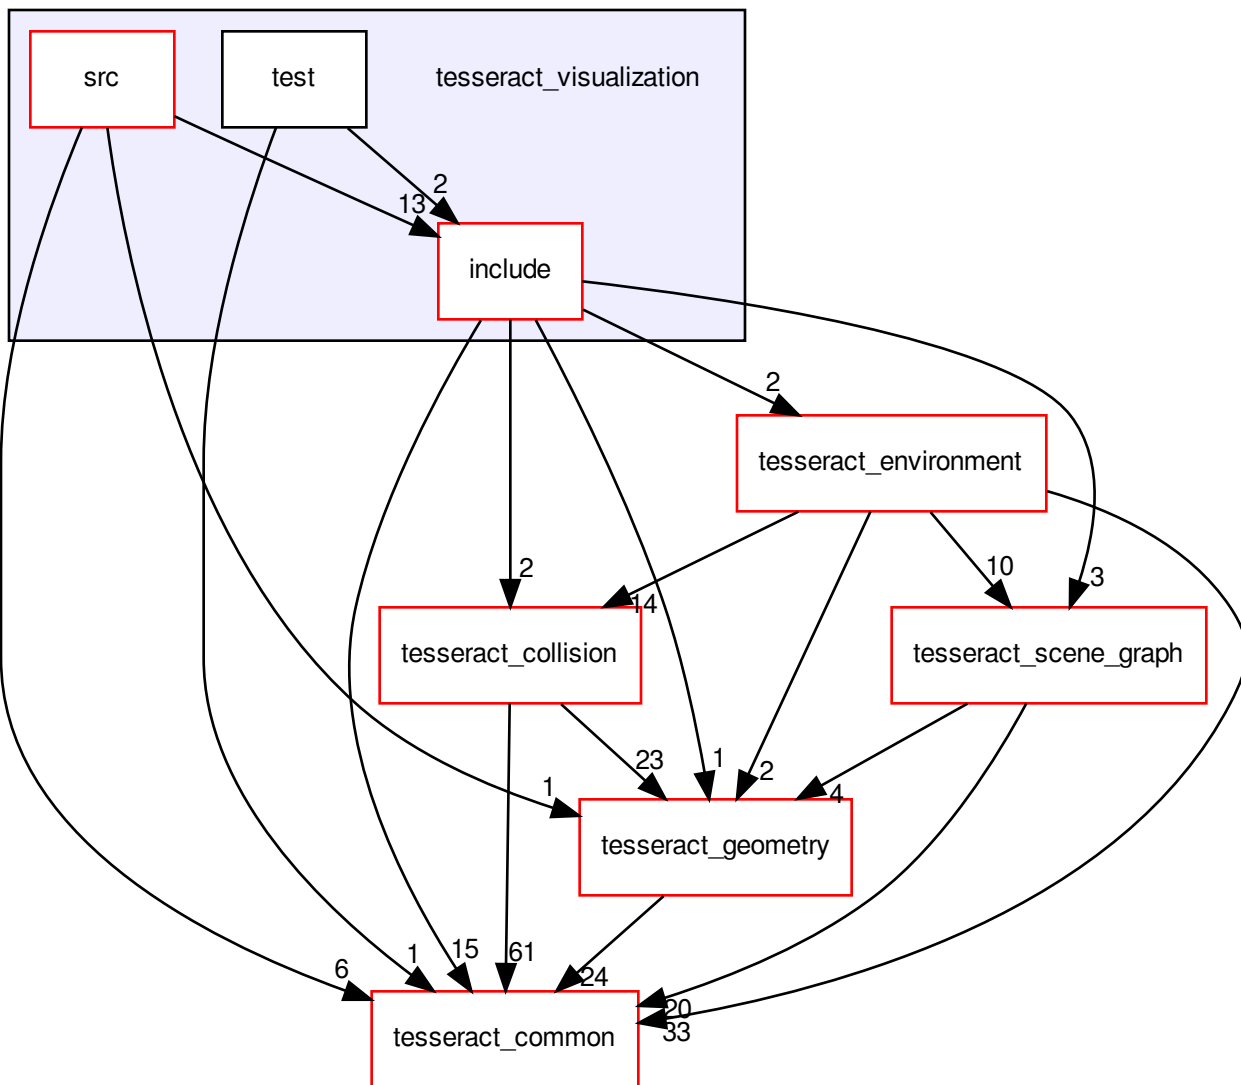 src
test
tesseract_visualization
2
13
include
2
tesseract_environment
10
3
2
14
tesseract_collision
tesseract_scene_graph
23
1
2
1
4
tesseract_geometry
15
61
1
6
24
20
33
tesseract_common